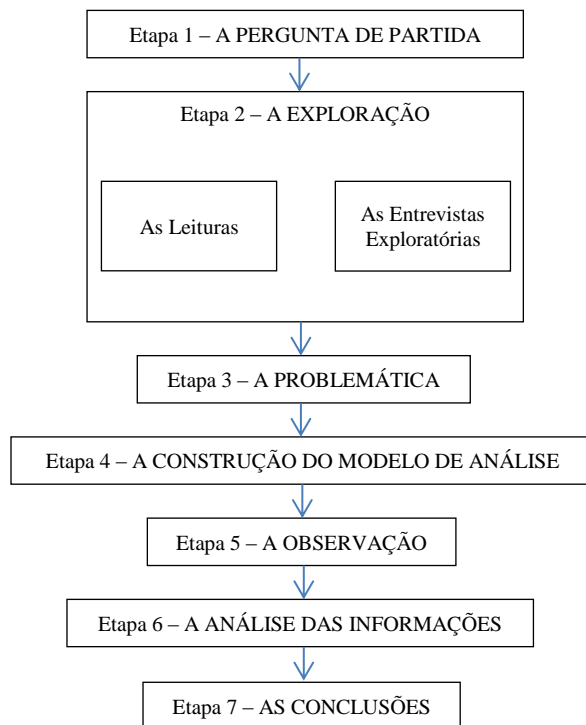 Etapa 1 – A PERGUNTA DE PARTIDA
Etapa 2 – A EXPLORAÇÃO
As Leituras
As Entrevistas
Exploratórias
Etapa 3 – A PROBLEMÁTICA
Etapa 4 – A CONSTRUÇÃO DO MODELO DE ANÁLISE
Etapa 5 – A OBSERVAÇÃO
Etapa 6 – A ANÁLISE DAS INFORMAÇÕES
Etapa 7 – AS CONCLUSÕES